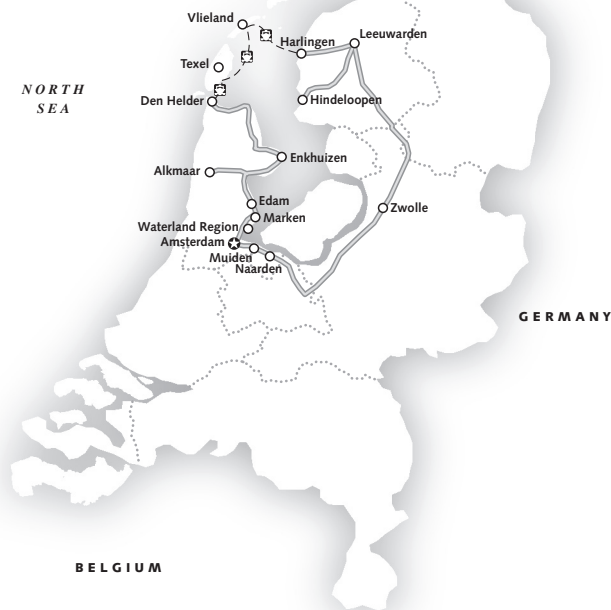 Vlieland
Leeuwarden
Harlingen
Texel
NORTH
SEA
Den Helder
Hindeloopen
Enkhuizen
Alkmaar
Edam
Zwolle
Marken
Waterland Region
Amsterdam
Muiden
Naarden
GERMANY
BELGIUM